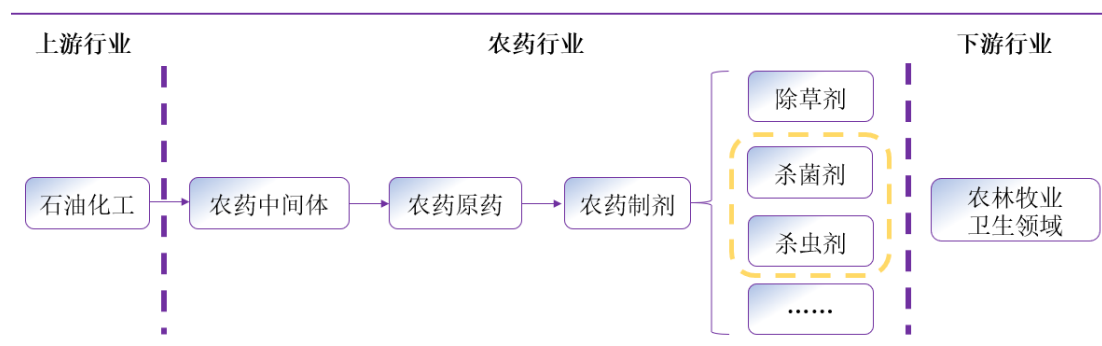 上游行业
农药行业
下游行业
石油化工
农药中间体
农药原药
农药制剂
除草剂
杀菌剂
杀虫剂
......
农林牧业
卫生领域